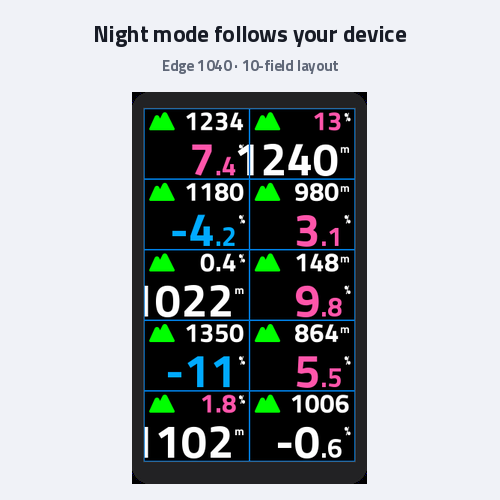 Night mode follows your device
Edge 1040 · 10-field layout
1234 13%
7.4% 1240m
1180 980m
-4.2% 3.1%
0.4% 148m
1022m 9.8%
1350 864m
-11% 5.5%
1.8% 1006
1102m -0.6%